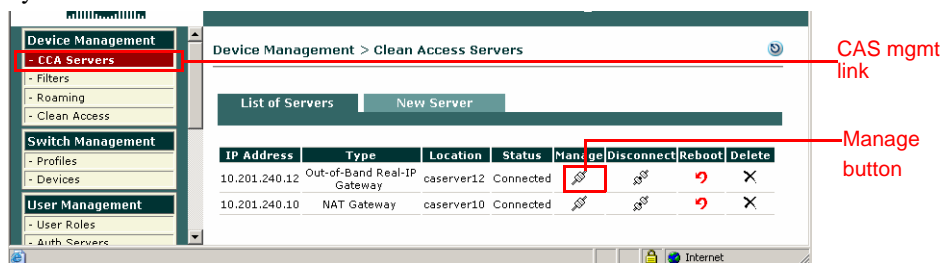 Device Management
- CCA Servers
- Filters
- Roaming
- Clean Access
Switch Management
- Profiles
- Devices
User Management
- User Roles
- Auth Servers
Device Management > Clean Access Servers
List of Servers New Server
IP Address Type Location Status Manage Disconnect Reboot Delete
10.201.240.12 Out-of-Band Real-IP Gateway caserver12 Connected
10.201.240.10 NAT Gateway caserver10 Connected
Internet
CAS mgmt
link
Manage
button